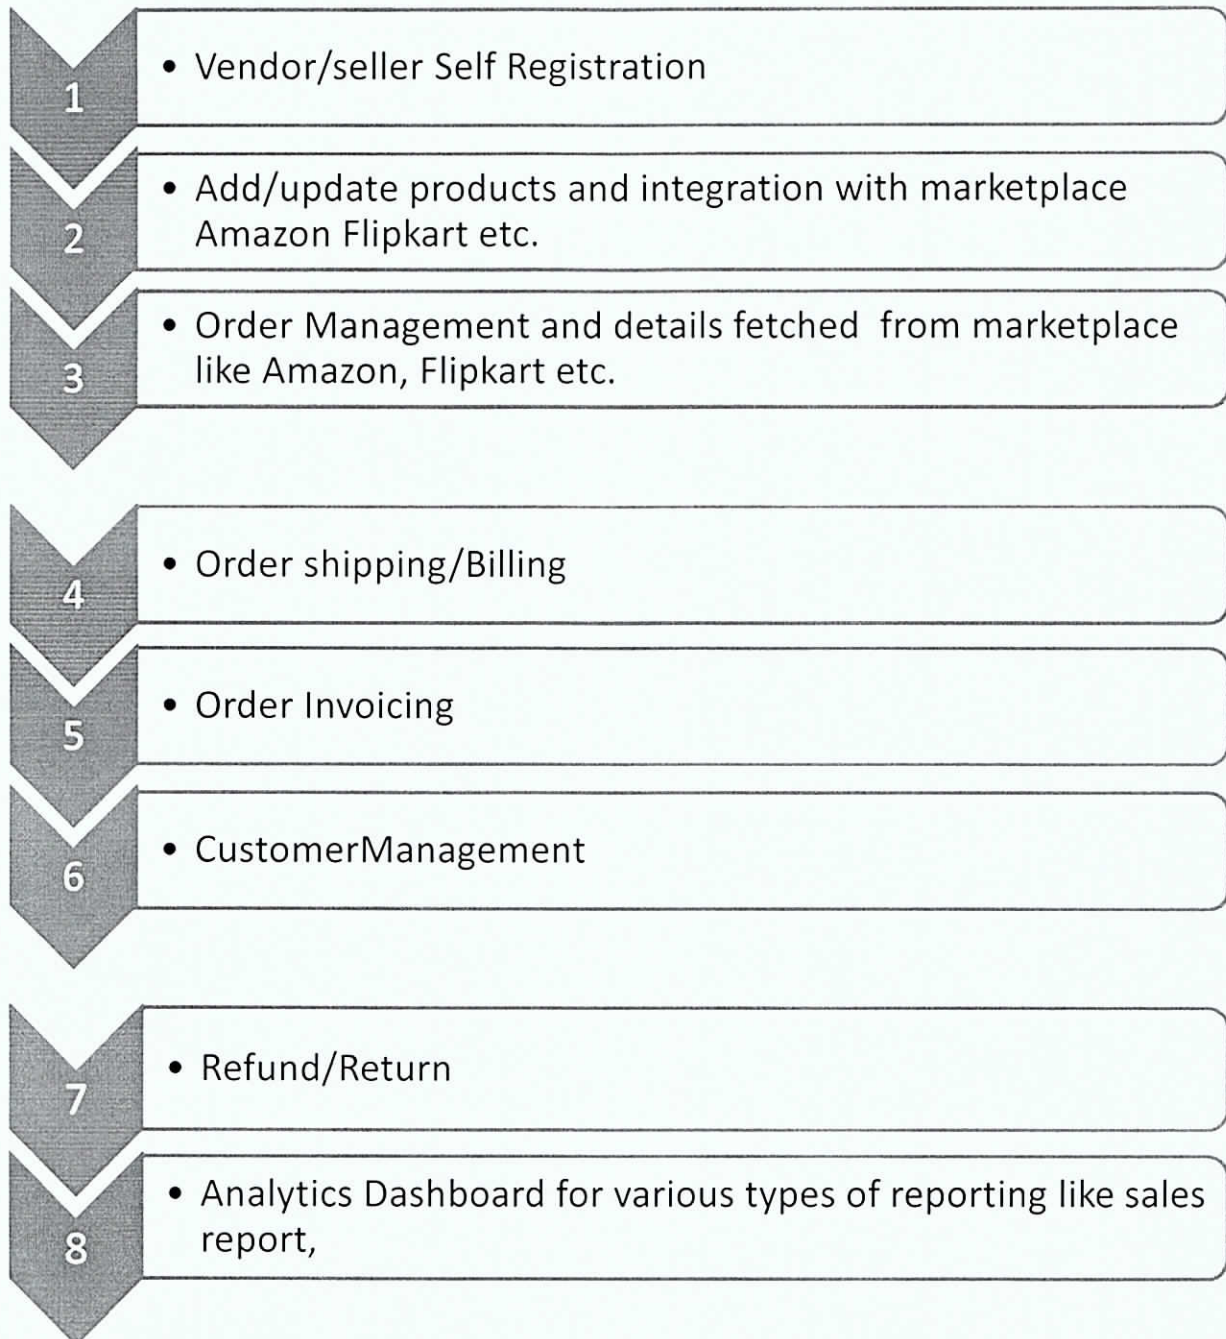 1
• Vendor/seller Self Registration
2
• Add/update products and integration with marketplace
Amazon Flipkart etc.
3
• Order Management and details fetched  from marketplace
like Amazon, Flipkart etc.
4
• Order shipping/Billing
5
• Order Invoicing
6
• CustomerManagement
7
• Refund/Return
8
• Analytics Dashboard for various types of reporting like sales
report,